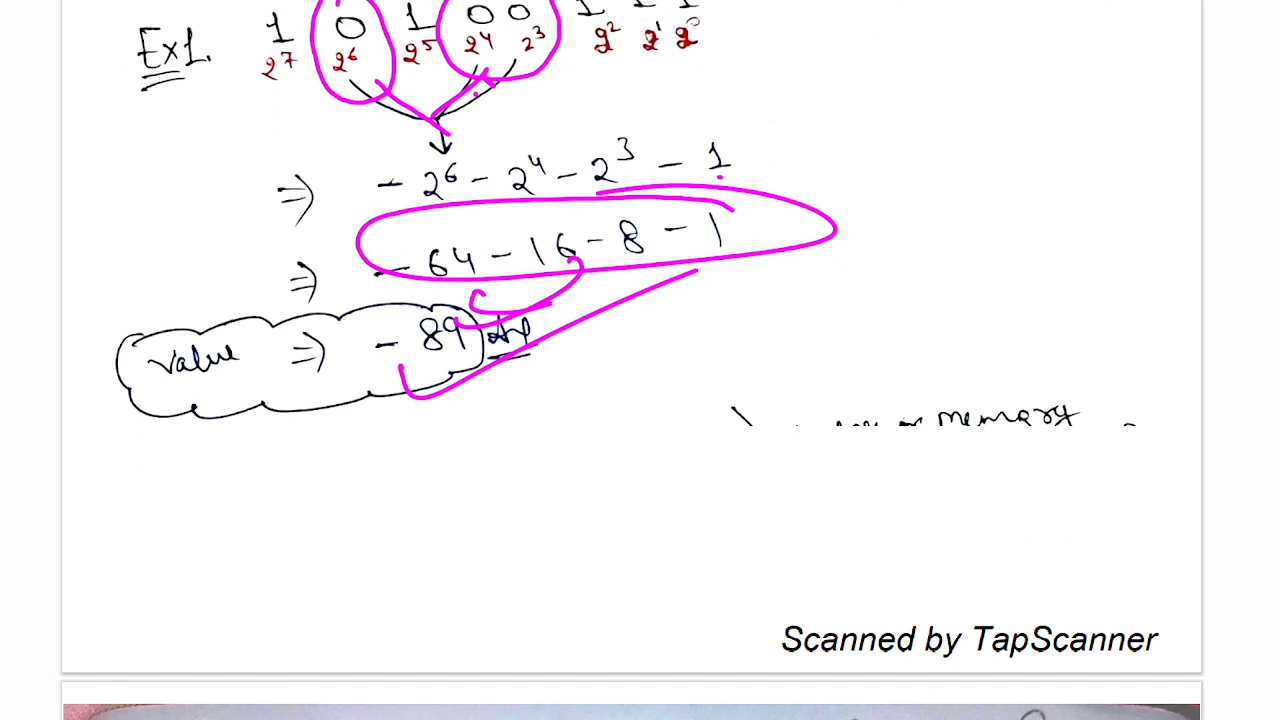 Ex1. 1 0 1 0 0 1 1 1
2⁷ 2⁶ 2⁵ 2⁴ 2³ 2² 2¹ 2⁰
⇒ - 2⁶ - 2⁴ - 2³ - 1
⇒ - 64 - 16 - 8 - 1
Value ⇒ - 89
memory
Scanned by TapScanner